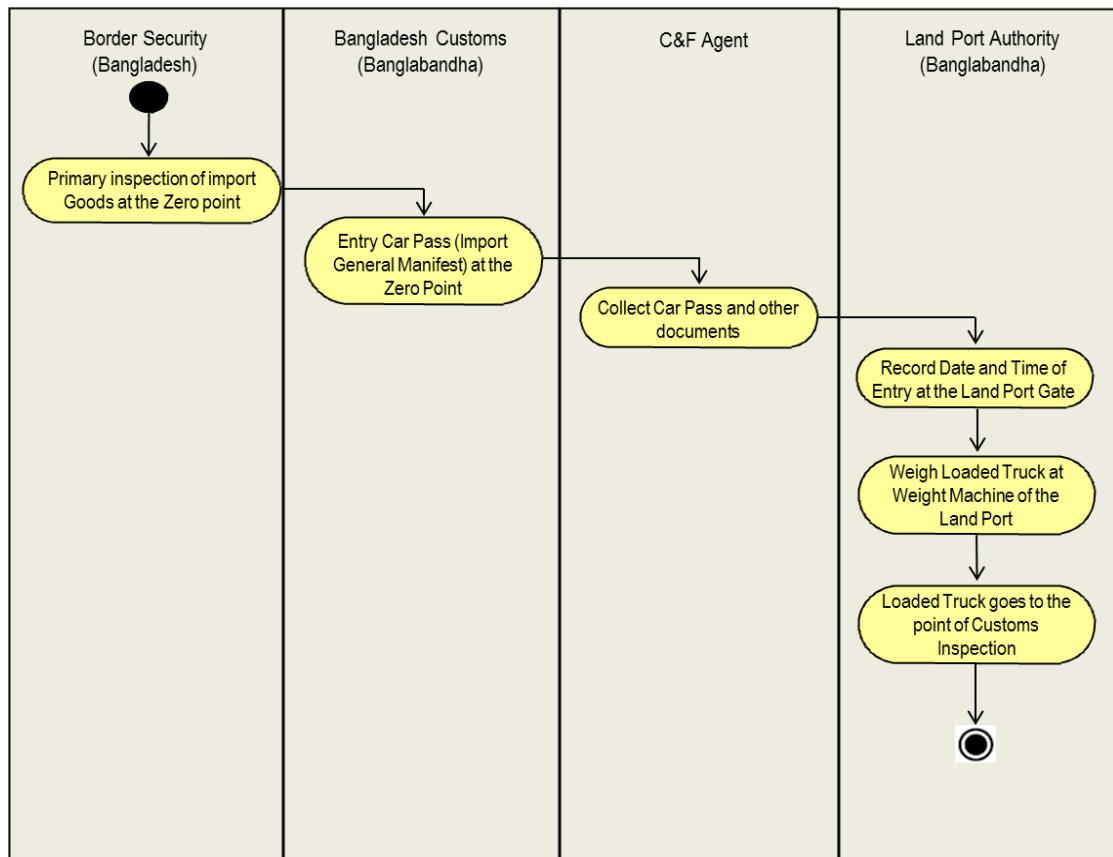 Border Security
(Bangladesh)
Bangladesh Customs
(Banglabandha)
C&F Agent
Land Port Authority
(Banglabandha)
Primary inspection of import
Goods at the Zero point
Entry Car Pass (Import
General Manifest) at the
Zero Point
Collect Car Pass and other
documents
Record Date and Time of
Entry at the Land Port Gate
Weigh Loaded Truck at
Weight Machine of the
Land Port
Loaded Truck goes to the
point of Customs
Inspection